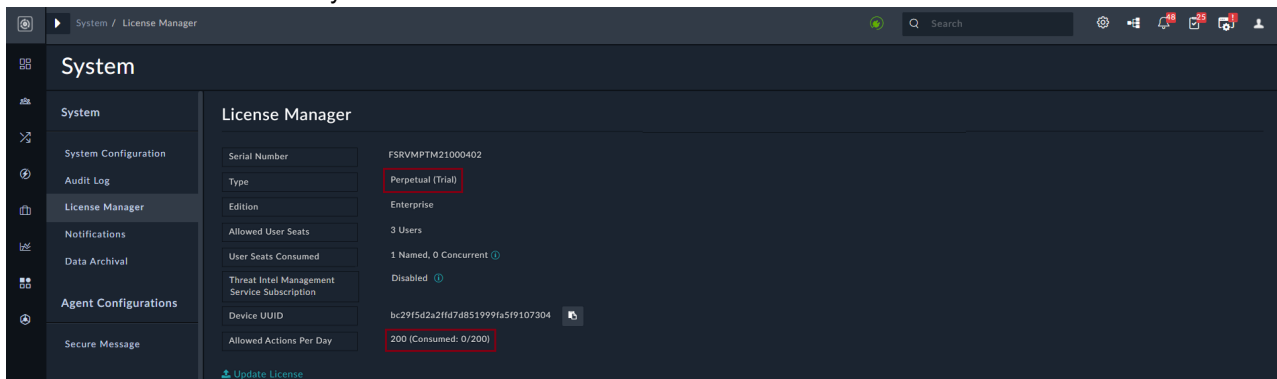 System / License Manager
Search
48
25
!
System
System
System Configuration
Audit Log
License Manager
Notifications
Data Archival
Agent Configurations
Secure Message
License Manager
Serial Number FSRVMPTM21000402
Type Perpetual (Trial)
Edition Enterprise
Allowed User Seats 3 Users
User Seats Consumed 1 Named, 0 Concurrent
Threat Intel Management
Service Subscription Disabled
Device UUID bc29f5d2a2ffd7d851999fa5f9107304
Allowed Actions Per Day 200 (Consumed: 0/200)
Update License